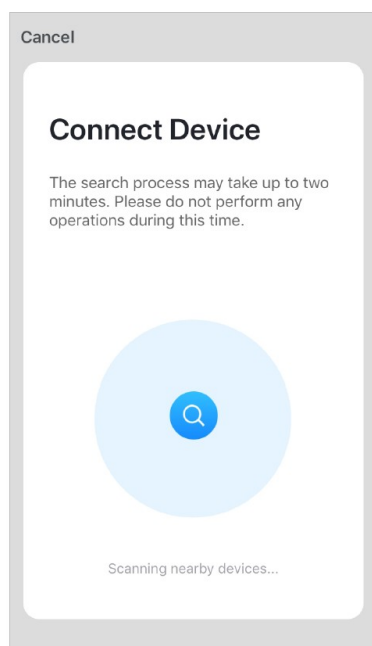 Cancel
Connect Device
The search process may take up to two
minutes. Please do not perform any
operations during this time.
Scanning nearby devices...